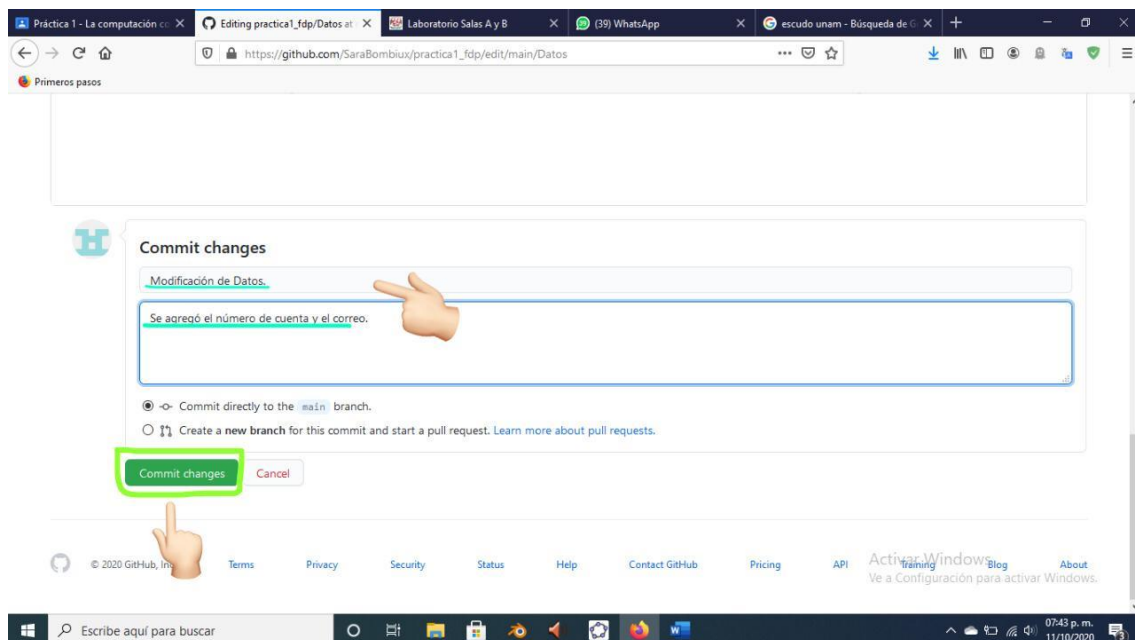 Práctica 1 - La computación co
Editing practica1_fdp/Datos at
Laboratorio Salas A y B
(39) WhatsApp
escudo unam - Búsqueda de G
https://github.com/SaraBombiux/practica1_fdp/edit/main/Datos
Primeros pasos
Commit changes
Modificación de Datos.
Se agregó el número de cuenta y el correo.
Commit directly to the main branch.
Create a new branch for this commit and start a pull request. Learn more about pull requests.
Commit changes Cancel
© 2020 GitHub, Terms Privacy Security Status Help Contact GitHub Pricing API Training Blog About
Activar Windows
Ve a Configuración para activar Windows.
Escribe aquí para buscar
07:43 p. m.
11/10/2020